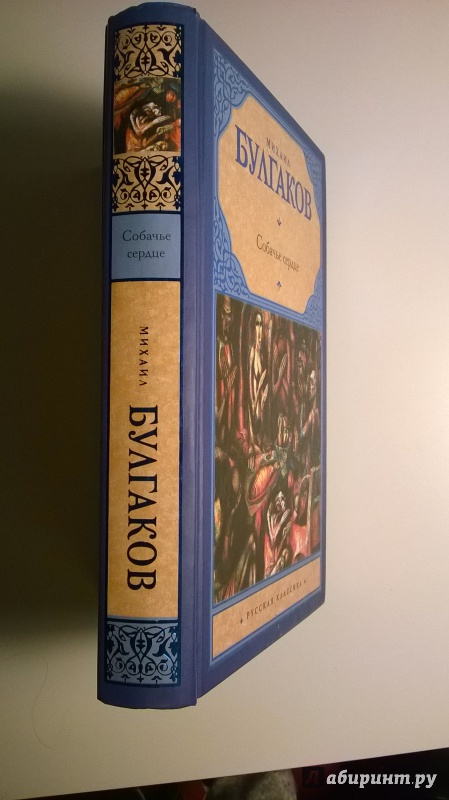 Собачье
сердце
МИХАИЛ
БУЛГАКОВ
МИХАИЛ
БУЛГАКОВ
Собачье сердце
РУССКАЯ КЛАССИКА
абиринт.ру